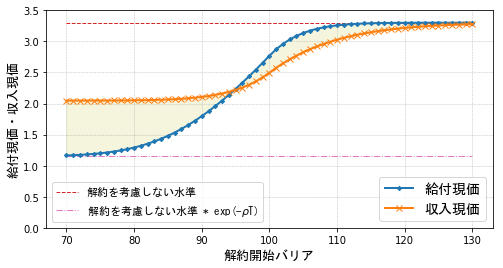 給付現価・収入現価
3.5
3.0
2.5
2.0
1.5
1.0
0.5
0.0
解約を考慮しない水準
解約を考慮しない水準 * exp(-ρT̄)
給付現価
収入現価
70 80 90 100 110 120 130
解約開始バリア